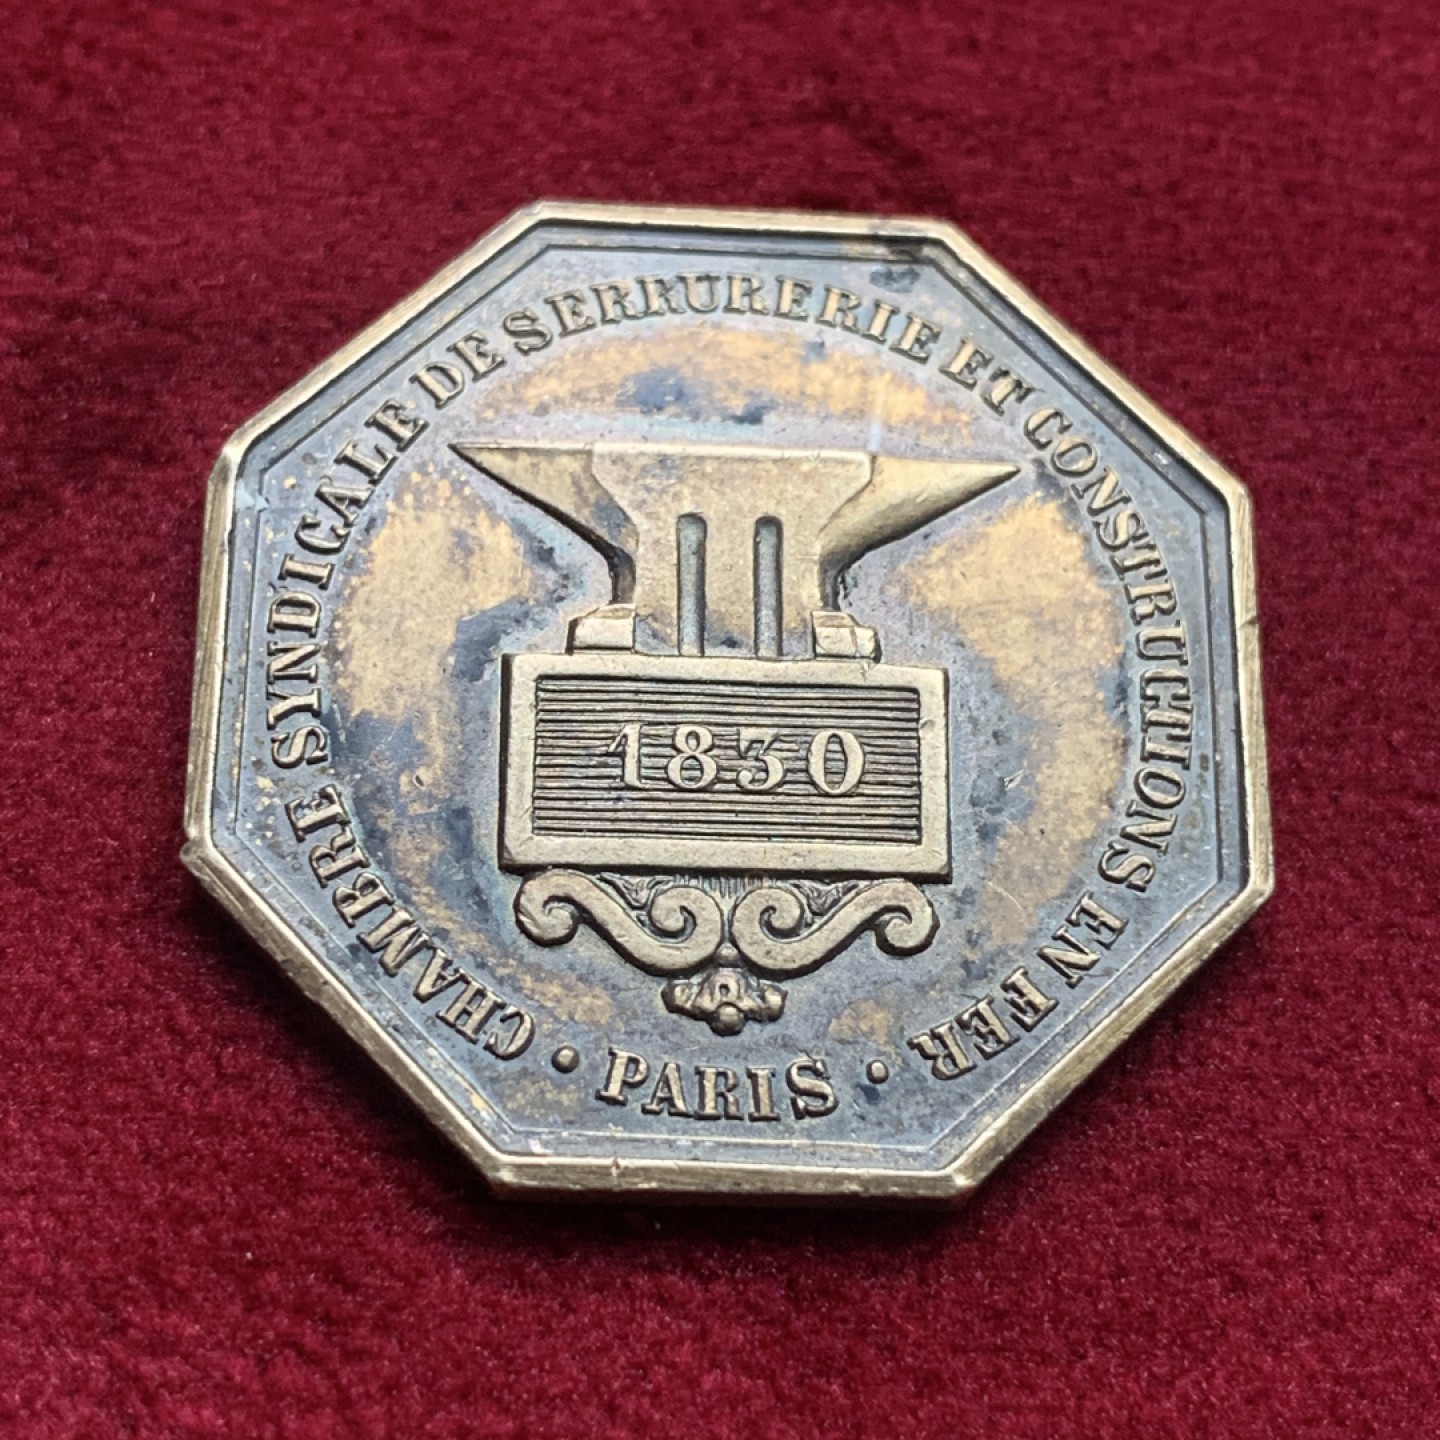 CHAMBRE SYNDICALE DE SERRURERIE ET CONSTRUCTIONS EN FER
1830
• PARIS •